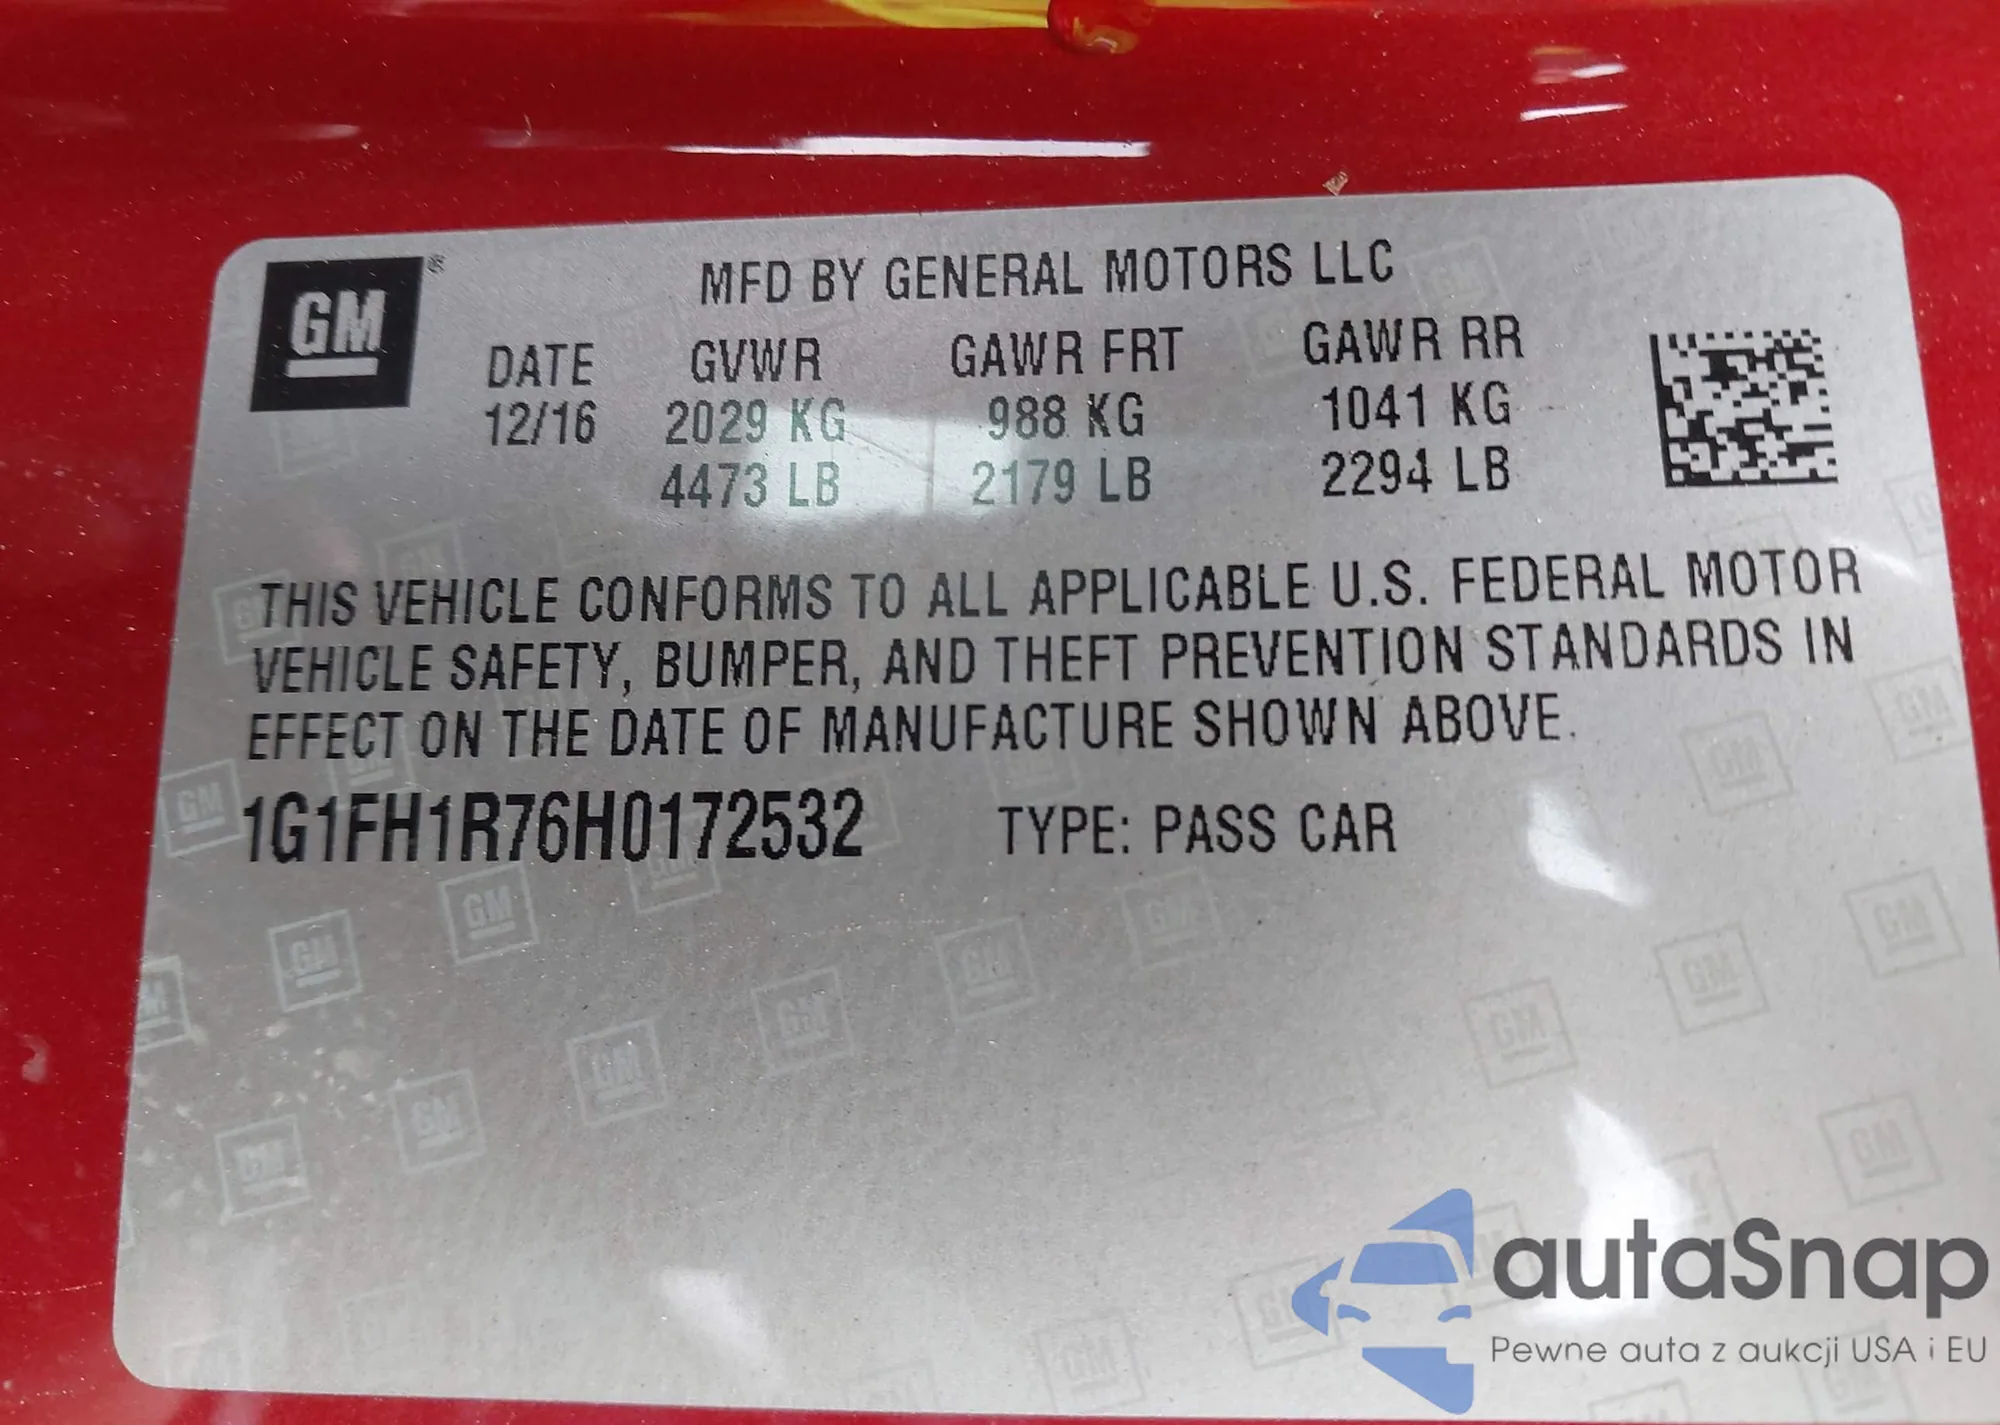 GM®
MFD BY GENERAL MOTORS LLC
DATE GVWR GAWR FRT GAWR RR
12/16 2029 KG 988 KG 1041 KG
4473 LB 2179 LB 2294 LB
THIS VEHICLE CONFORMS TO ALL APPLICABLE U.S. FEDERAL MOTOR
VEHICLE SAFETY, BUMPER, AND THEFT PREVENTION STANDARDS IN
EFFECT ON THE DATE OF MANUFACTURE SHOWN ABOVE.
1G1FH1R76H0172532 TYPE: PASS CAR
autaSnap
Pewne auta z aukcji USA i EU